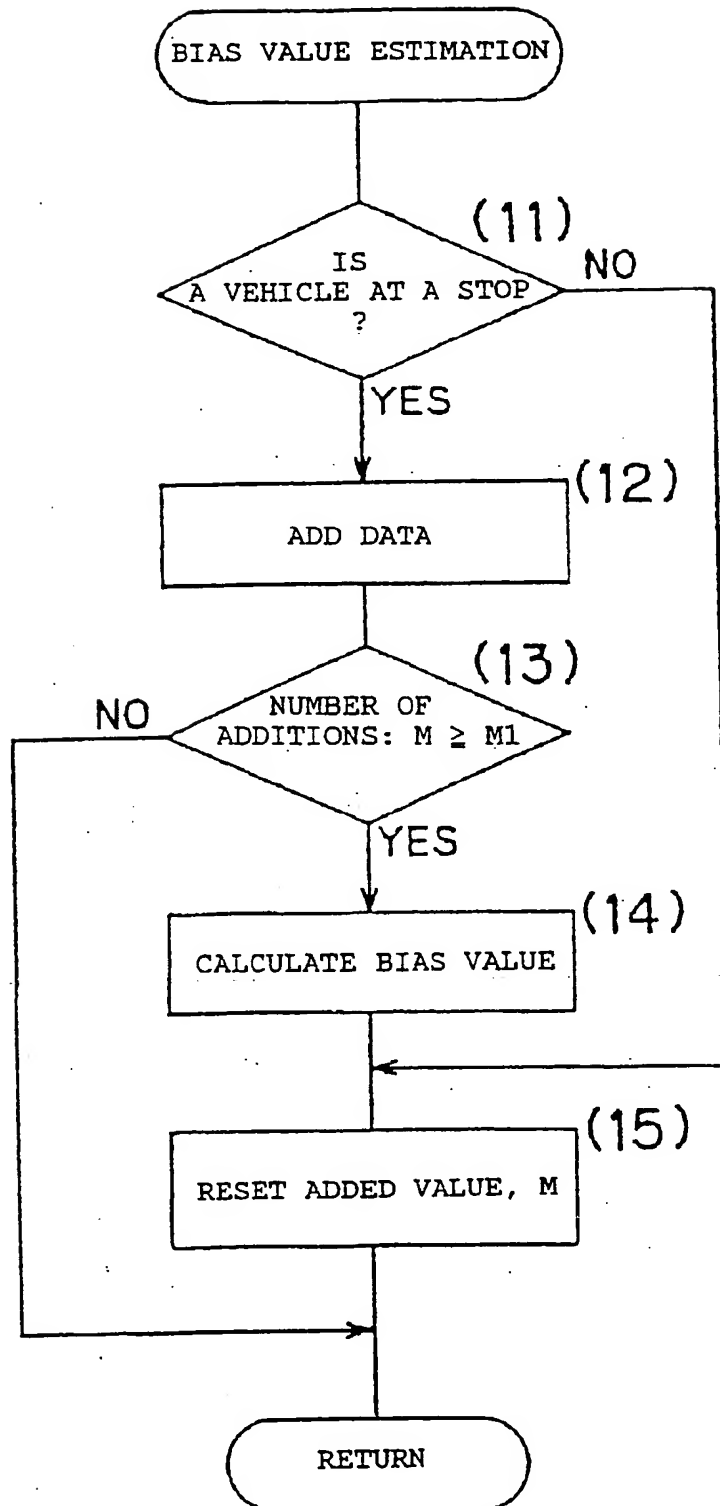 BIAS VALUE ESTIMATION
(11)
IS
A VEHICLE AT A STOP
?
NO
YES
(12)
ADD DATA
(13)
NUMBER OF
ADDITIONS: M ≧ M1
NO
YES
(14)
CALCULATE BIAS VALUE
(15)
RESET ADDED VALUE, M
RETURN